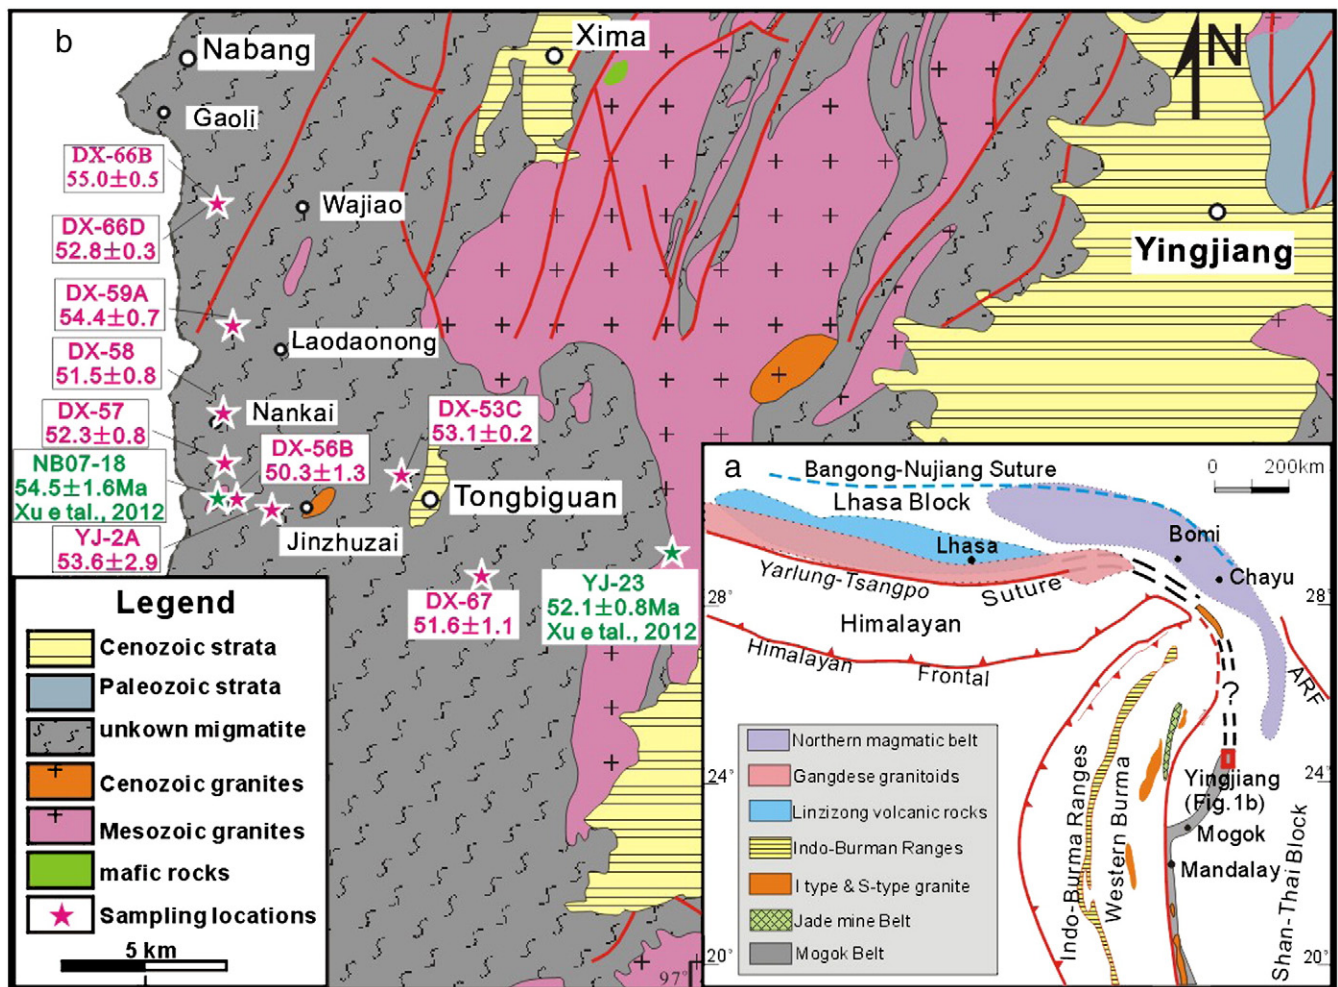 b
Nabang
Xima
N
Gaoli
DX-66B
55.0±0.5
Wajiao
DX-66D
52.8±0.3
Yingjiang
DX-59A
54.4±0.7
Laodaonong
DX-58
51.5±0.8
Nankai
DX-57
52.3±0.8
DX-53C
53.1±0.2
DX-56B
50.3±1.3
NB07-18
54.5±1.6Ma
Xu e tal., 2012
Tongbiguan
YJ-2A
53.6±2.9
Jinzhuzai
DX-67
51.6±1.1
YJ-23
52.1±0.8Ma
Xu e tal., 2012
Legend
Cenozoic strata
Paleozoic strata
unkown migmatite
Cenozoic granites
Mesozoic granites
mafic rocks
Sampling locations
5 km
97°
a
Bangong-Nujiang Suture
0 200km
Lhasa Block
Lhasa
Bomi
Chayu
Yarlung-Tsangpo Suture
28°
28°
Himalayan
Himalayan Frontal
ARF
?
Northern magmatic belt
Gangdese granitoids
Linzizong volcanic rocks
Indo-Burman Ranges
I type & S-type granite
Jade mine Belt
Mogok Belt
Indo-Burma Ranges
Western Burma
Yingjiang
(Fig.1b)
Mogok
Mandalay
Shan-Thai Block
24°
24°
20°
20°